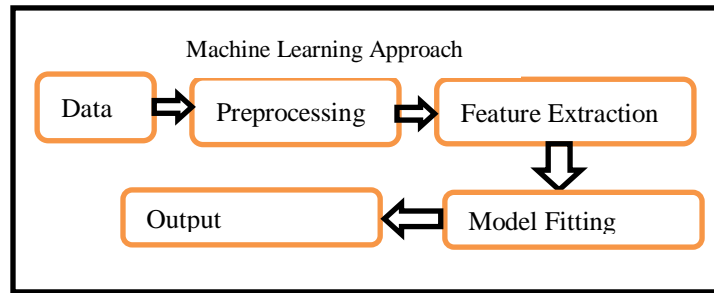 Machine Learning Approach
Data
Preprocessing
Feature Extraction
Model Fitting
Output